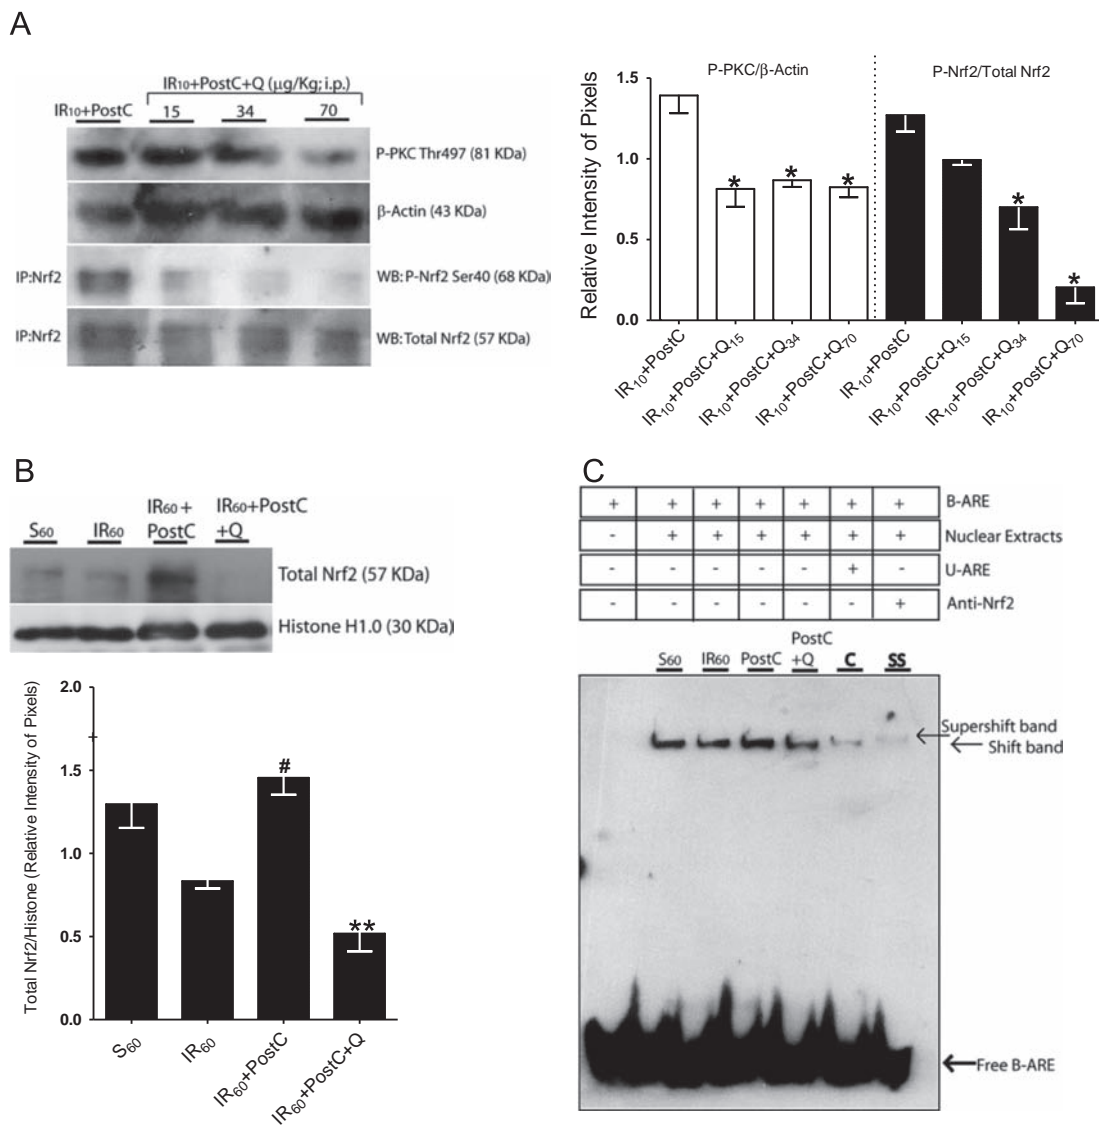 A
IR10+PostC+Q (μg/Kg; i.p.)
IR10+PostC 15 34 70
P-PKC Thr497 (81 KDa)
β-Actin (43 KDa)
IP:Nrf2 WB: P-Nrf2 Ser40 (68 KDa)
IP:Nrf2 WB: Total Nrf2 (57 KDa)
P-PKC/β-Actin P-Nrf2/Total Nrf2
Relative Intensity of Pixels
1.5
1.0
0.5
0.0
* * * * *
IR10+PostC IR10+PostC+Q15 IR10+PostC+Q34 IR10+PostC+Q70 IR10+PostC IR10+PostC+Q15 IR10+PostC+Q34 IR10+PostC+Q70
B
S60 IR60 IR60 + PostC IR60+PostC +Q
Total Nrf2 (57 KDa)
Histone H1.0 (30 KDa)
Total Nrf2/Histone (Relative Intensity of Pixels)
2.0
1.5
1.0
0.5
0.0
# **
S60 IR60 IR60+PostC IR60+PostC+Q
C
+ + + + + + + B-ARE
- + + + + + + Nuclear Extracts
- - - - - + - U-ARE
- - - - - - + Anti-Nrf2
S60 IR60 PostC PostC +Q C SS
Supershift band
Shift band
Free B-ARE